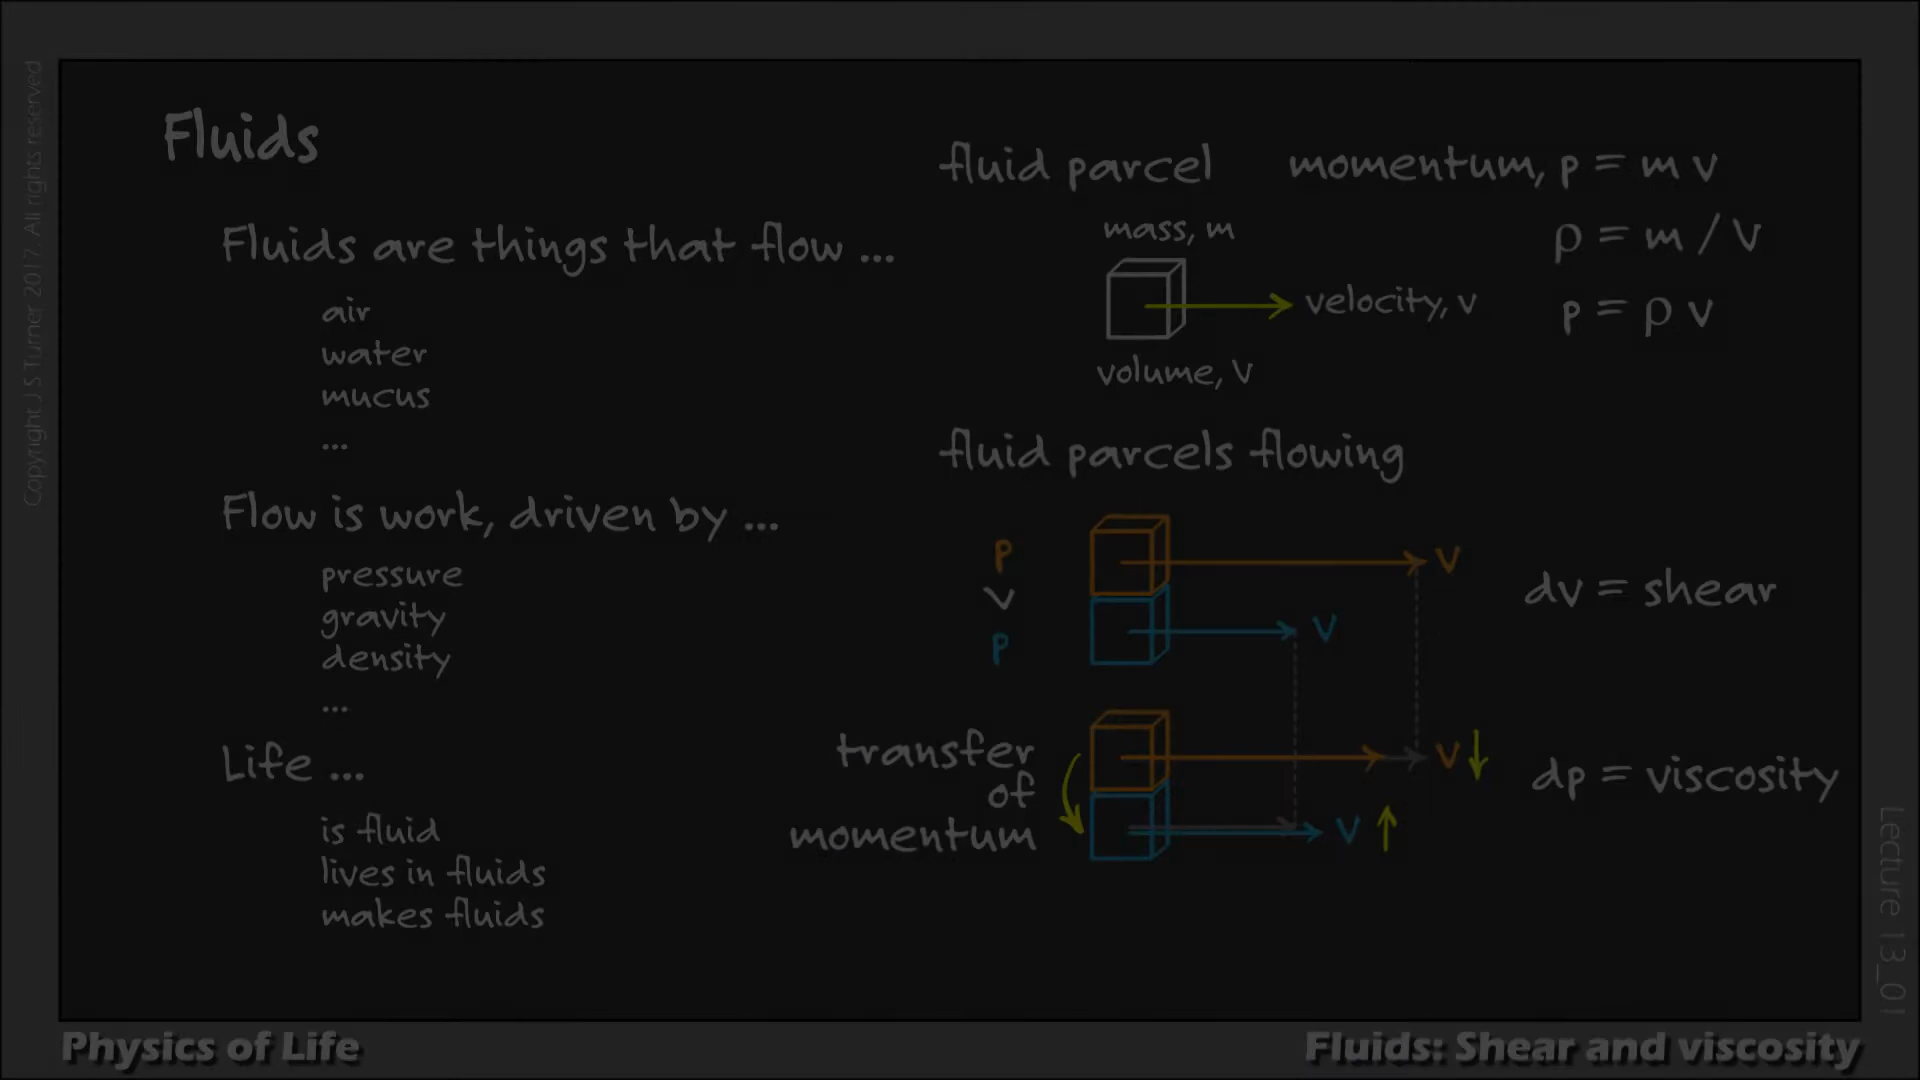 Fluids
Fluids are things that flow ...
air
water
mucus
...
Flow is work, driven by ...
pressure
gravity
density
...
Life ...
is fluid
lives in fluids
makes fluids
fluid parcel
momentum, p = m v
mass, m
ρ = m / V
velocity, v
p = ρ v
volume, V
fluid parcels flowing
p
v
V
dv = shear
v
p
transfer
of
momentum
v
dp = viscosity
v
Physics of Life
Fluids: Shear and viscosity
Copyright J S Turner 2017. All rights reserved
Lecture 13_01